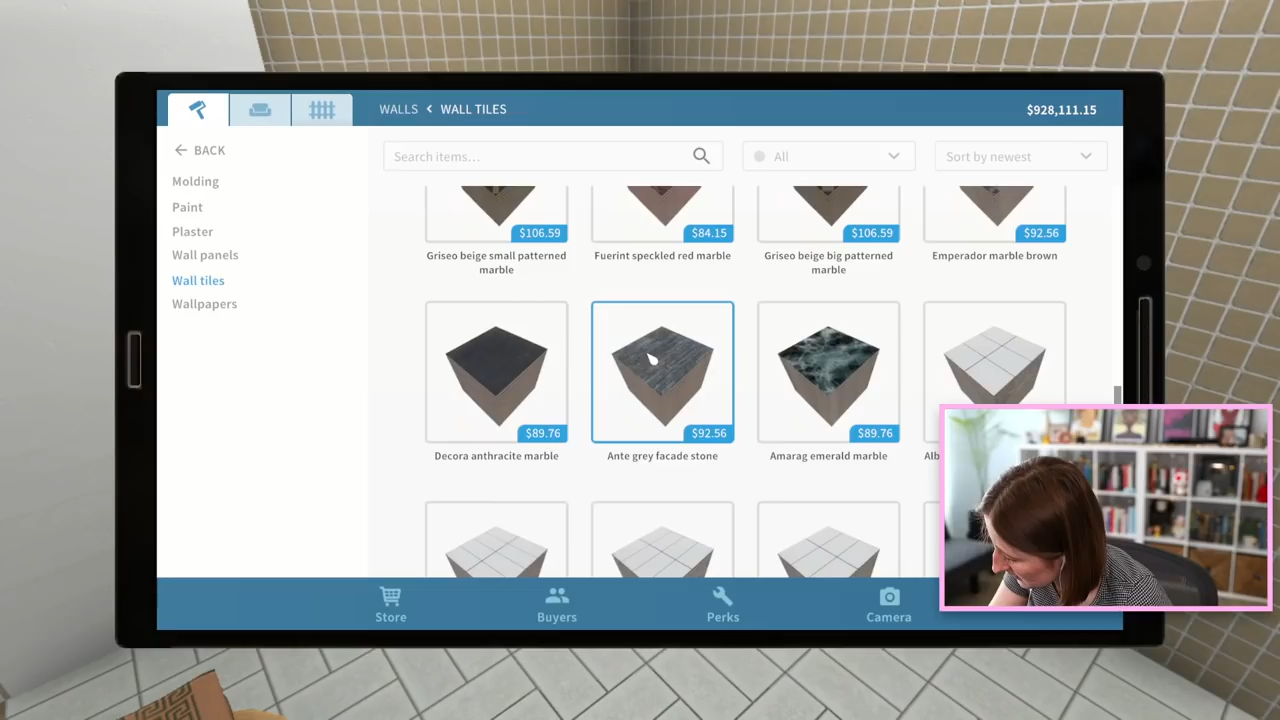 WALLS < WALL TILES
$928,111.15
BACK
Search items...
All
Sort by newest
Molding
Paint
Plaster
Wall panels
Wall tiles
Wallpapers
$106.59
$84.15
$106.59
$92.56
Griseo beige small patterned
marble
Fuerint speckled red marble
Griseo beige big patterned
marble
Emperador marble brown
$89.76
$92.56
$89.76
Decora anthracite marble
Ante grey facade stone
Amarag emerald marble
Store
Buyers
Perks
Camera